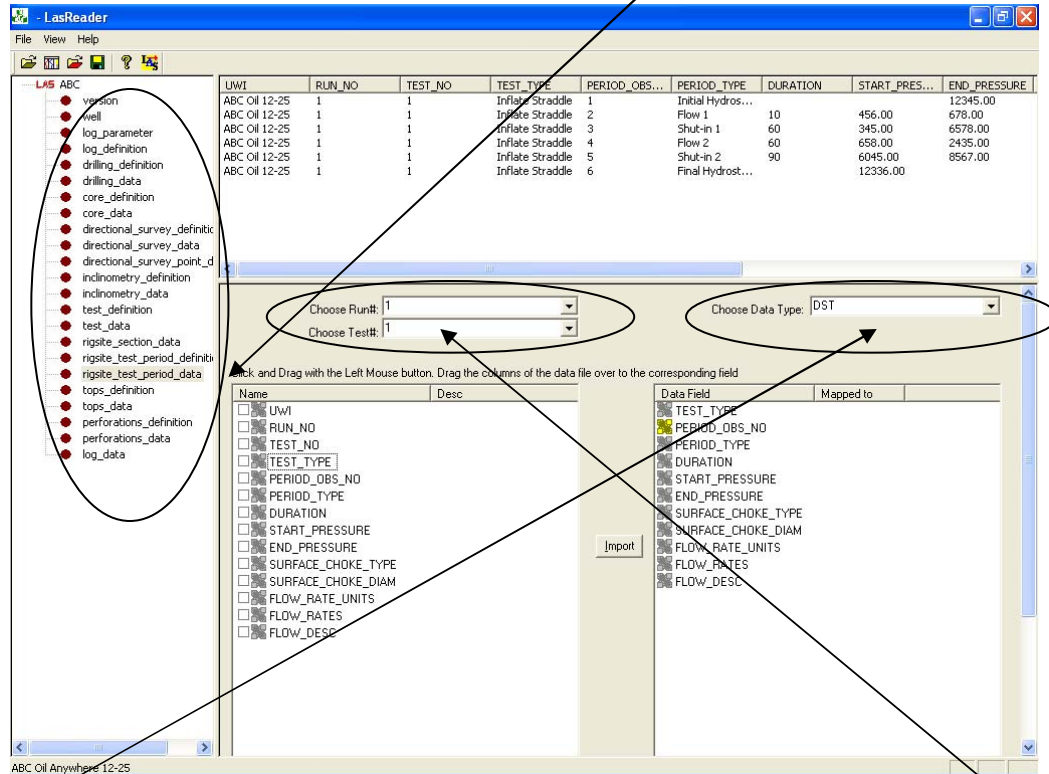 - LasReader
File View Help
LAS ABC
version
well
log_parameter
log_definition
drilling_definition
drilling_data
core_definition
core_data
directional_survey_definitic
directional_survey_data
directional_survey_point_d
inclinometry_definition
inclinometry_data
test_definition
test_data
rigsite_section_data
rigsite_test_period_definiti
rigsite_test_period_data
tops_definition
tops_data
perforations_definition
perforations_data
log_data
UWI RUN_NO TEST_NO TEST_TYPE PERIOD_OBS... PERIOD_TYPE DURATION START_PRES... END_PRESSURE
ABC Oil 12-25 1 1 Inflate Straddle 1 Initial Hydros... 12345.00
ABC Oil 12-25 1 1 Inflate Straddle 2 Flow 1 10 456.00 678.00
ABC Oil 12-25 1 1 Inflate Straddle 3 Shut-in 1 60 345.00 6578.00
ABC Oil 12-25 1 1 Inflate Straddle 4 Flow 2 60 658.00 2435.00
ABC Oil 12-25 1 1 Inflate Straddle 5 Shut-in 2 90 6045.00 8567.00
ABC Oil 12-25 1 1 Inflate Straddle 6 Final Hydrost... 12336.00
Choose Run#: 1
Choose Test#: 1
Choose Data Type: DST
Click and Drag with the Left Mouse button. Drag the columns of the data file over to the corresponding field
Name Desc
UWI
RUN_NO
TEST_NO
TEST_TYPE
PERIOD_OBS_NO
PERIOD_TYPE
DURATION
START_PRESSURE
END_PRESSURE
SURFACE_CHOKE_TYPE
SURFACE_CHOKE_DIAM
FLOW_RATE_UNITS
FLOW_RATES
FLOW_DESC
Import
Data Field Mapped to
TEST_TYPE
PERIOD_OBS_NO
PERIOD_TYPE
DURATION
START_PRESSURE
END_PRESSURE
SURFACE_CHOKE_TYPE
SURFACE_CHOKE_DIAM
FLOW_RATE_UNITS
FLOW_RATES
FLOW_DESC
ABC Oil Anywhere 12-25